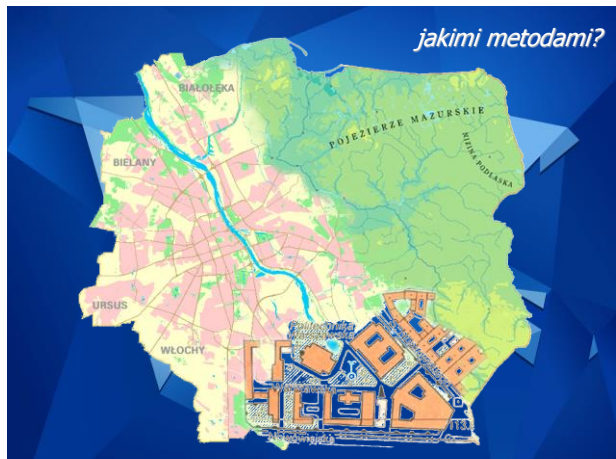 jakimi metodami?
BIAŁOŁĘKA
POJEZIERZE MAZURSKIE
NIZINA PODLASKA
BIELANY
URSUS
WŁOCHY